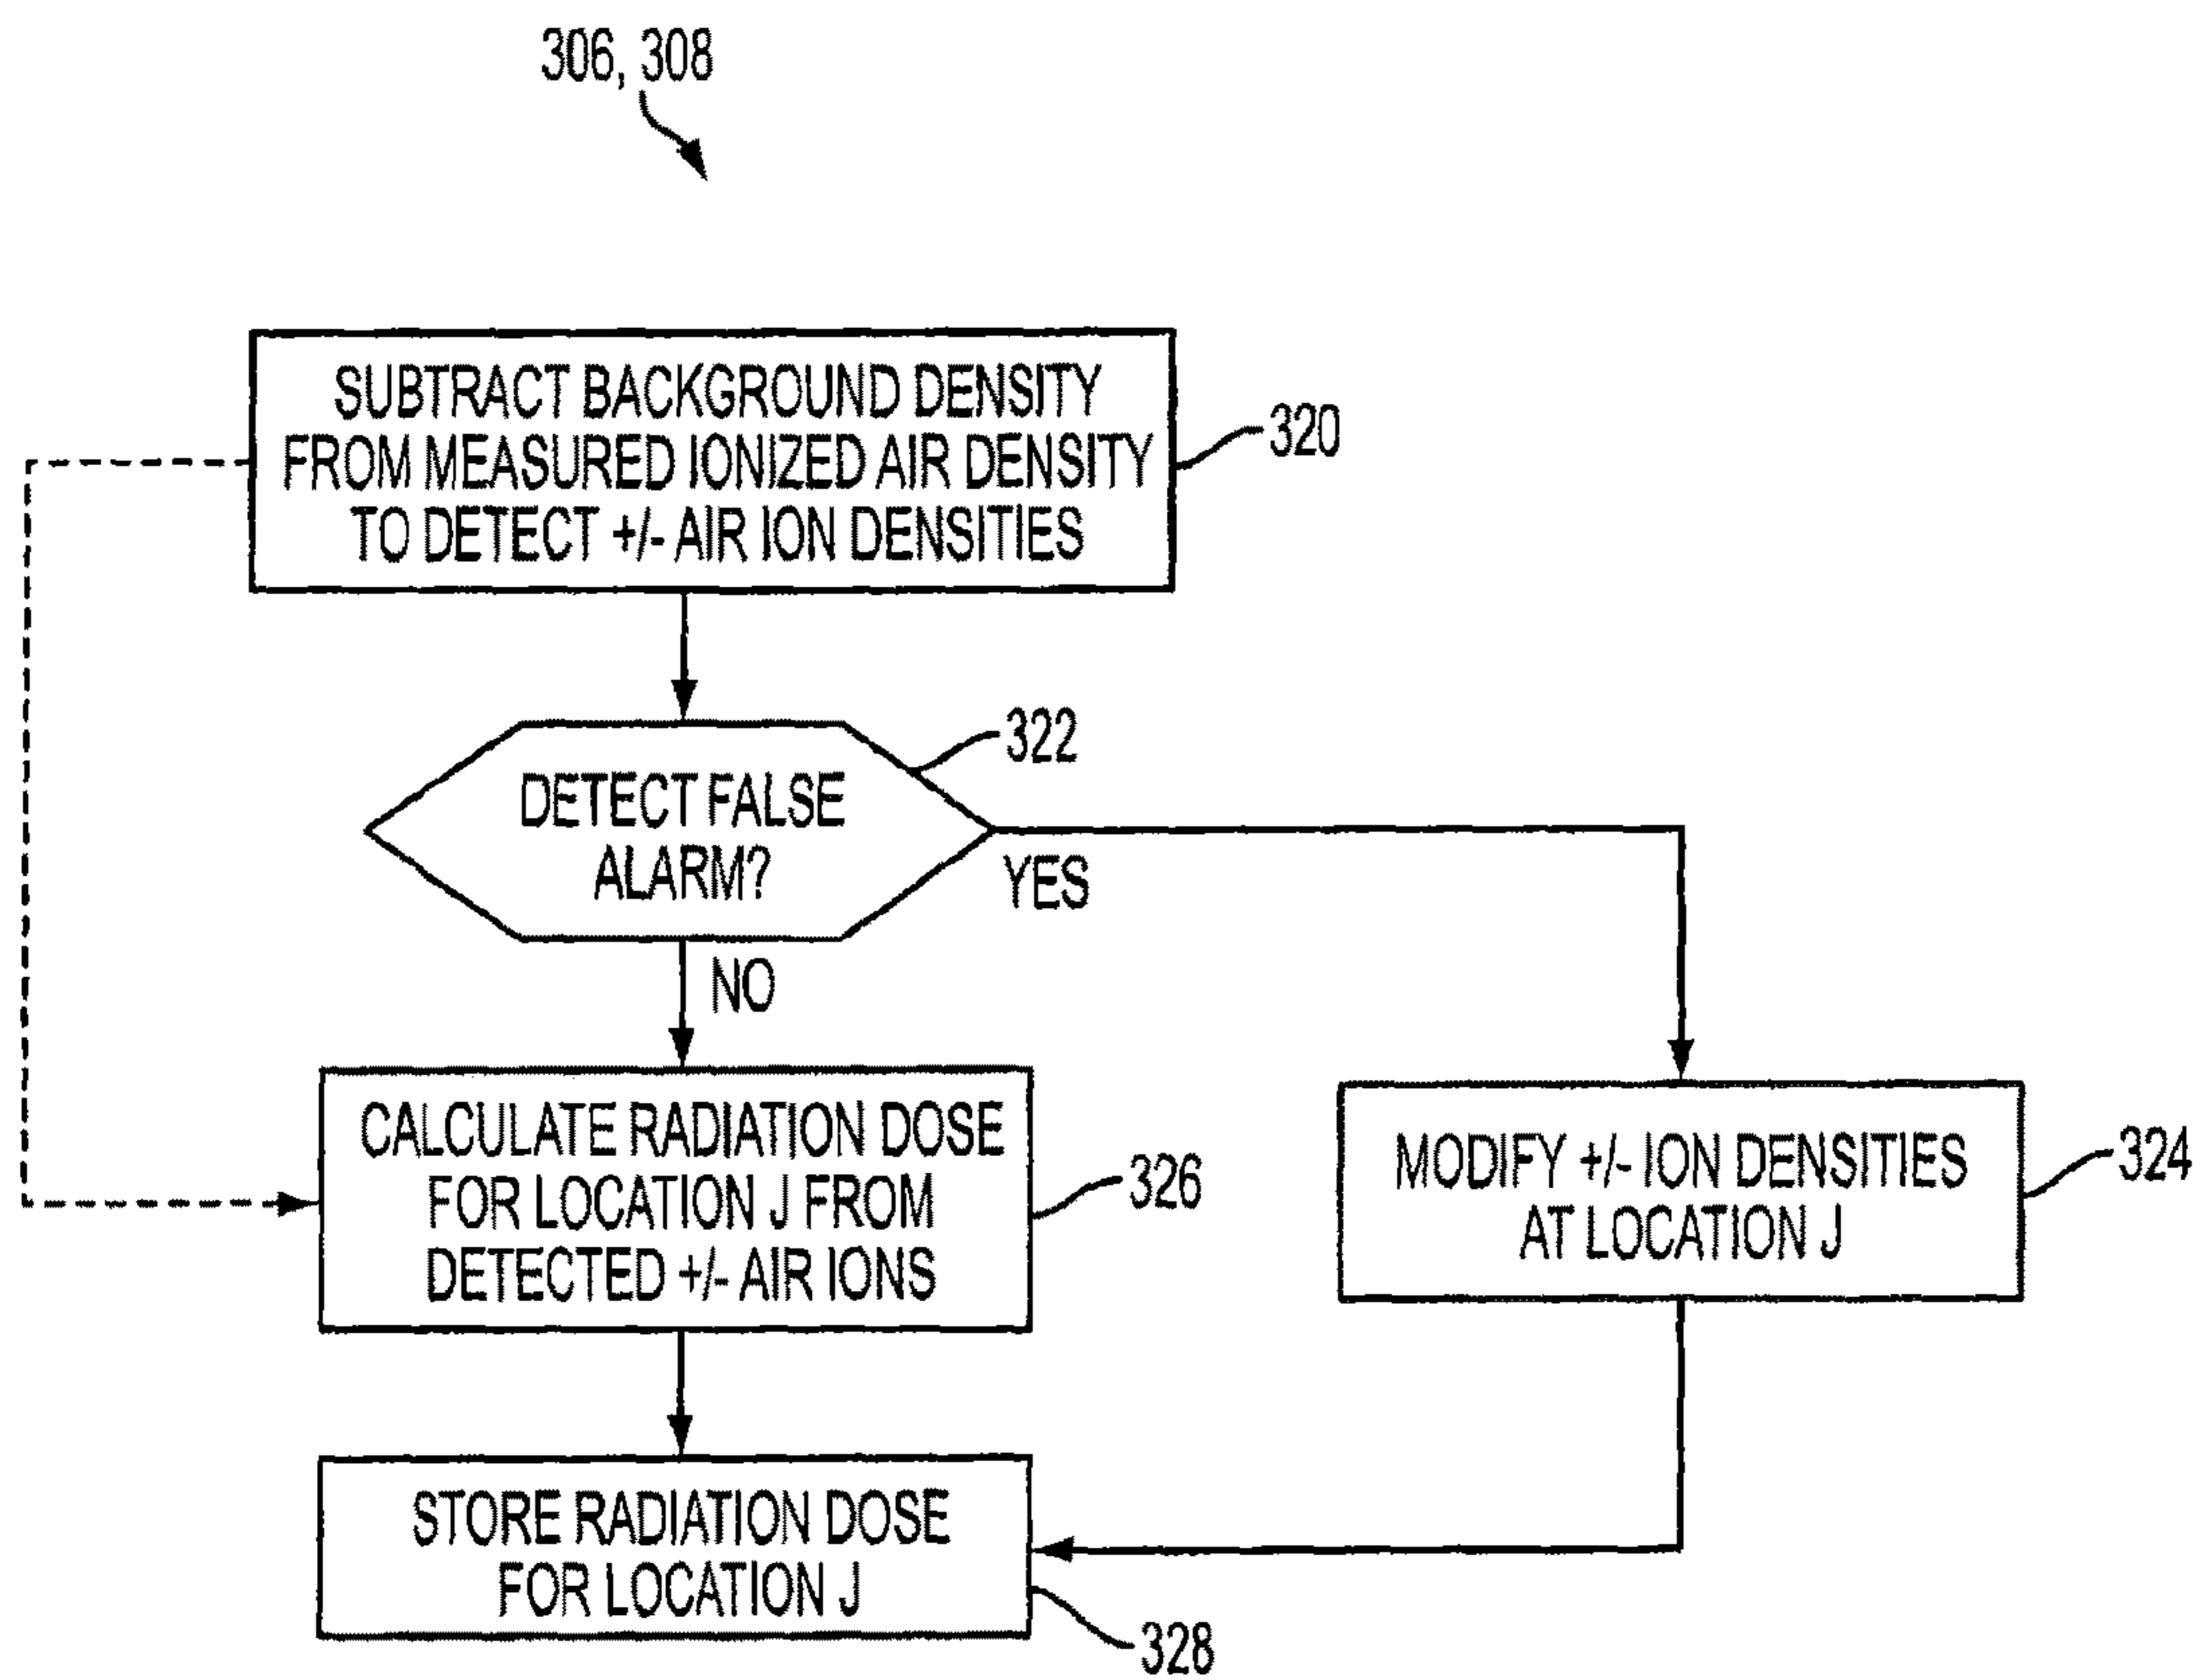 306, 308
SUBTRACT BACKGROUND DENSITY
FROM MEASURED IONIZED AIR DENSITY
TO DETECT +/- AIR ION DENSITIES
320
322
DETECT FALSE
ALARM?
YES
NO
CALCULATE RADIATION DOSE
FOR LOCATION J FROM
DETECTED +/- AIR IONS
326
MODIFY +/- ION DENSITIES
AT LOCATION J
324
STORE RADIATION DOSE
FOR LOCATION J
328